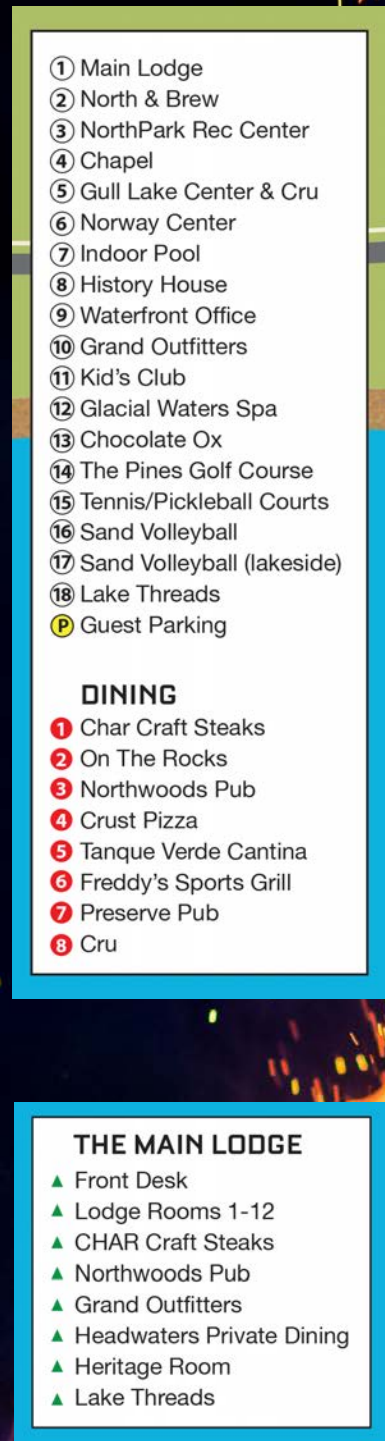 1 Main Lodge
2 North & Brew
3 NorthPark Rec Center
4 Chapel
5 Gull Lake Center & Cru
6 Norway Center
7 Indoor Pool
8 History House
9 Waterfront Office
10 Grand Outfitters
11 Kid's Club
12 Glacial Waters Spa
13 Chocolate Ox
14 The Pines Golf Course
15 Tennis/Pickleball Courts
16 Sand Volleyball
17 Sand Volleyball (lakeside)
18 Lake Threads
P Guest Parking
DINING
1 Char Craft Steaks
2 On The Rocks
3 Northwoods Pub
4 Crust Pizza
5 Tanque Verde Cantina
6 Freddy's Sports Grill
7 Preserve Pub
8 Cru
THE MAIN LODGE
▲ Front Desk
▲ Lodge Rooms 1-12
▲ CHAR Craft Steaks
▲ Northwoods Pub
▲ Grand Outfitters
▲ Headwaters Private Dining
▲ Heritage Room
▲ Lake Threads